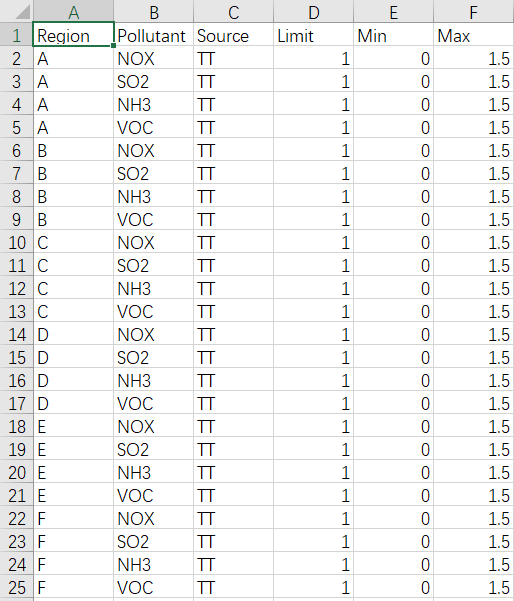 A B C D E F
1 Region Pollutant Source Limit Min Max
2 A NOX TT 1 0 1.5
3 A SO2 TT 1 0 1.5
4 A NH3 TT 1 0 1.5
5 A VOC TT 1 0 1.5
6 B NOX TT 1 0 1.5
7 B SO2 TT 1 0 1.5
8 B NH3 TT 1 0 1.5
9 B VOC TT 1 0 1.5
10 C NOX TT 1 0 1.5
11 C SO2 TT 1 0 1.5
12 C NH3 TT 1 0 1.5
13 C VOC TT 1 0 1.5
14 D NOX TT 1 0 1.5
15 D SO2 TT 1 0 1.5
16 D NH3 TT 1 0 1.5
17 D VOC TT 1 0 1.5
18 E NOX TT 1 0 1.5
19 E SO2 TT 1 0 1.5
20 E NH3 TT 1 0 1.5
21 E VOC TT 1 0 1.5
22 F NOX TT 1 0 1.5
23 F SO2 TT 1 0 1.5
24 F NH3 TT 1 0 1.5
25 F VOC TT 1 0 1.5